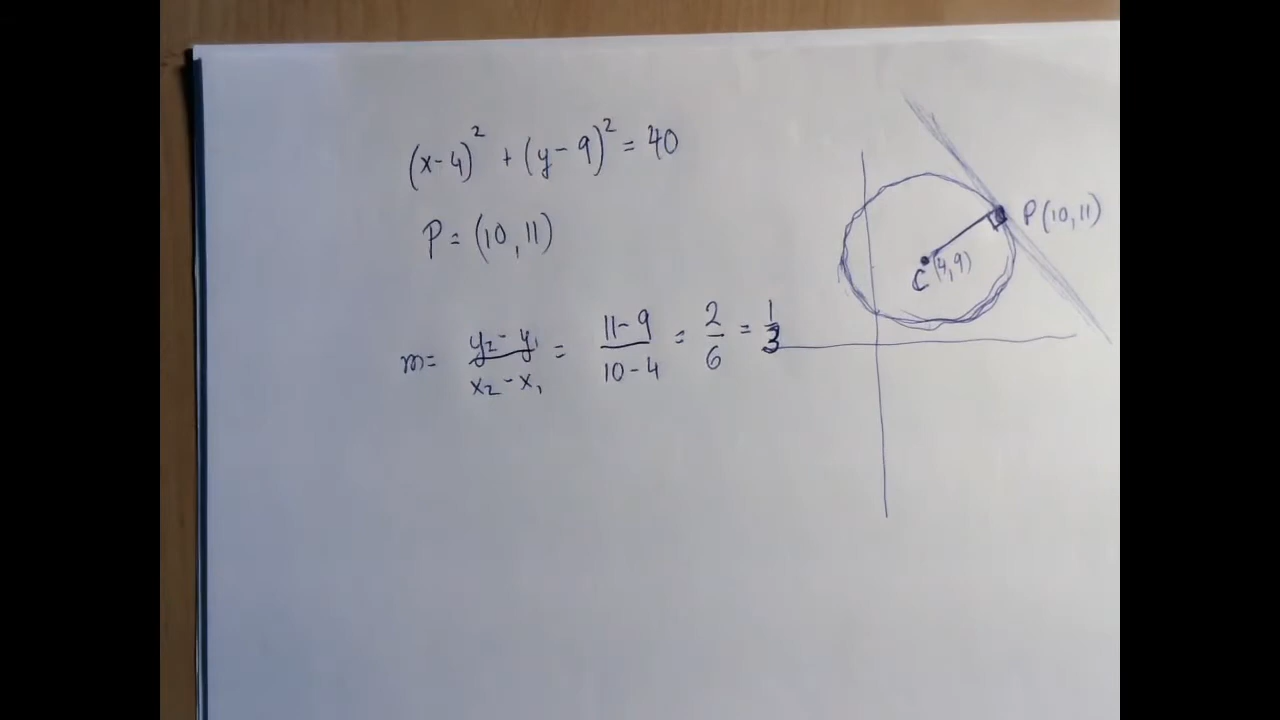 (x-4)² + (y-9)² = 40
P = (10,11)
m= y₂-y₁/x₂-x₁ = 11-9/10-4 = 2/6 = 1/3
P(10,11)
C(4,9)